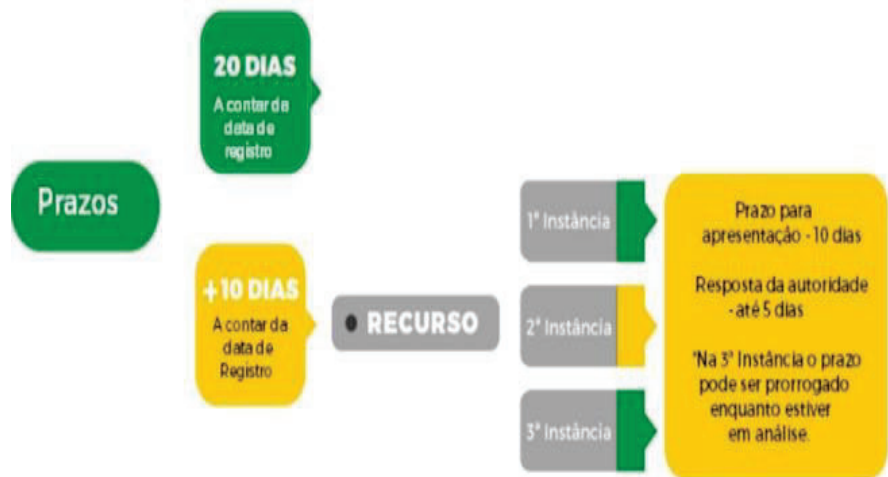 Prazos
20 DIAS
A contar da
data de
registro
+10 DIAS
A contar da
data de
Registro
• RECURSO
1ª Instância
2ª Instância
3ª Instância
Prazo para
apresentação - 10 dias
Resposta da autoridade
- até 5 dias
*Na 3ª Instância o prazo
pode ser prorrogado
enquanto estiver
em análise.